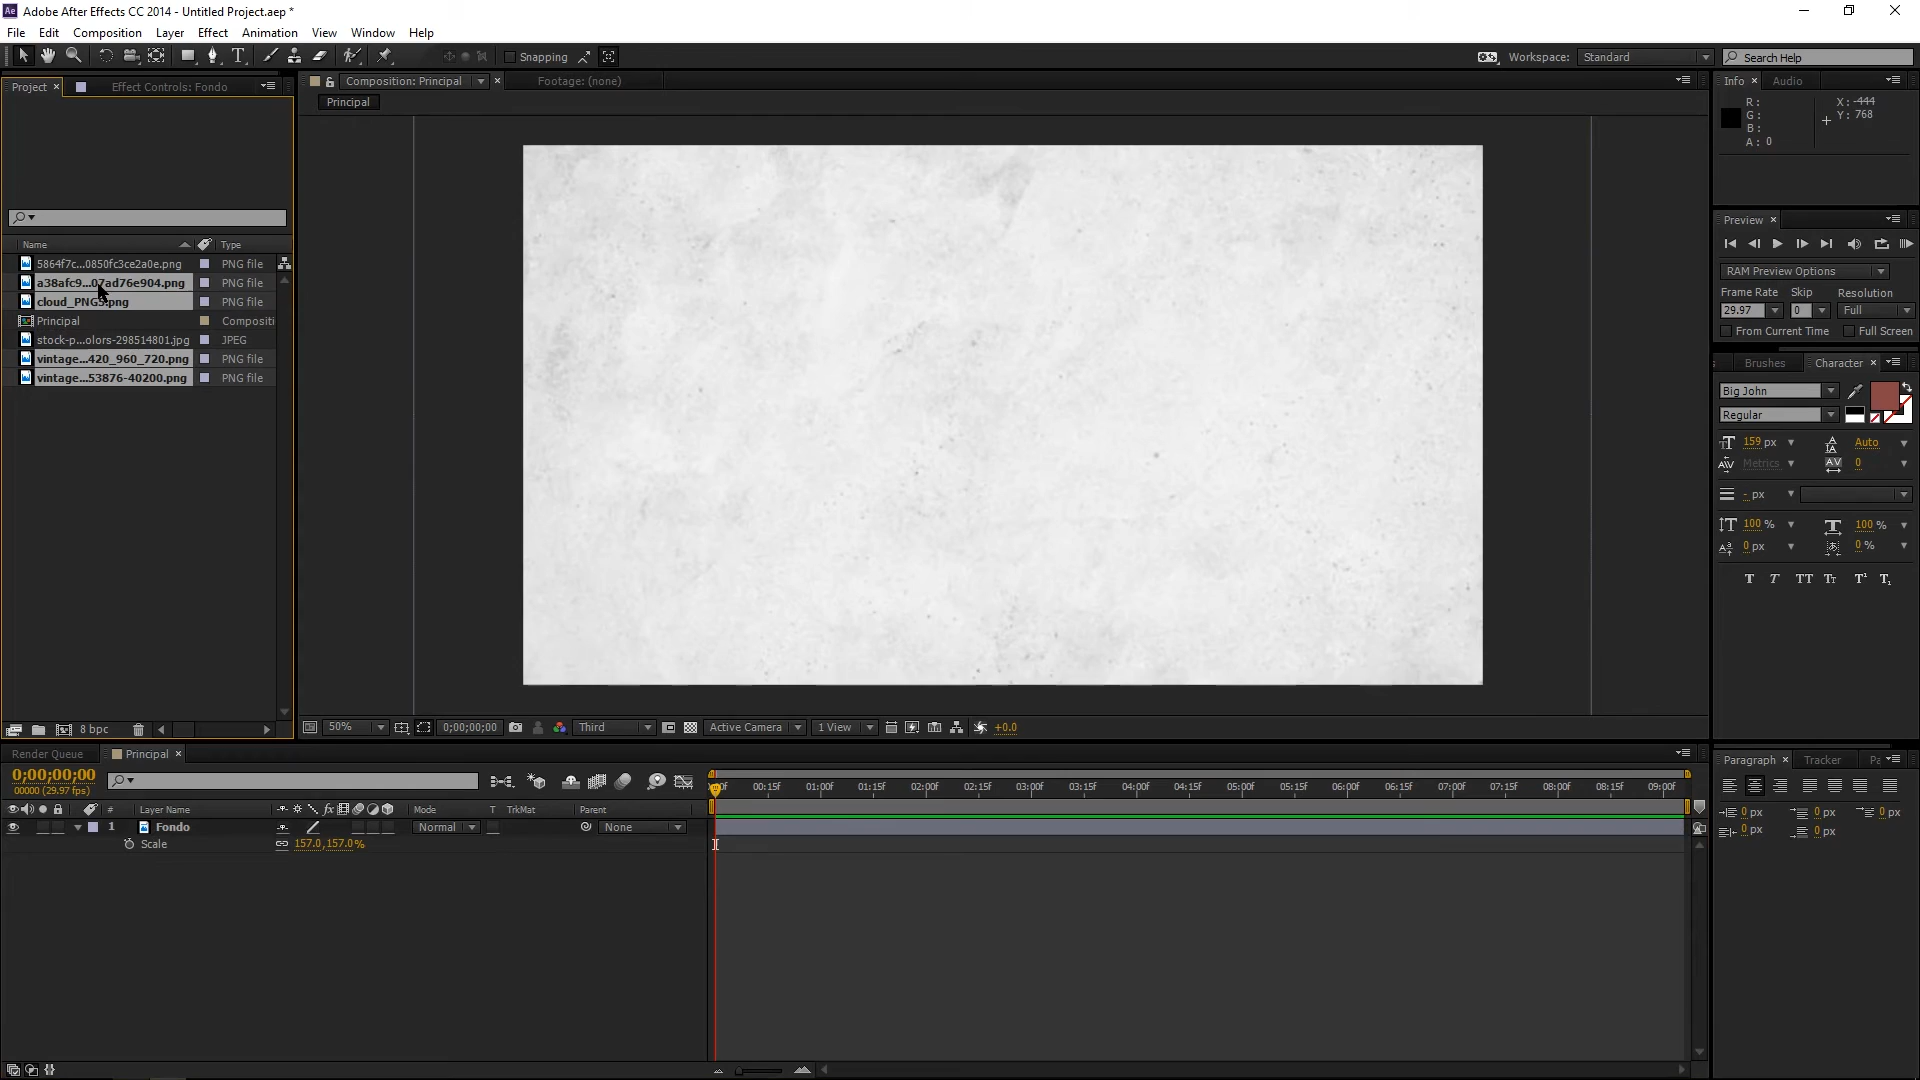 Adobe After Effects CC 2014 - Untitled Project.aep *
File Edit Composition Layer Effect Animation View Window Help
Snapping
Workspace: Standard
Search Help
Project Effect Controls: Fondo
Composition: Principal Footage: (none)
Info Audio
Principal
R: X: -444
G: Y: 768
B:
A: 0
Preview
Name Type
5864f7c...0850fc3ce2a0e.png PNG file
a38afc9...07ad76e904.png PNG file
cloud_PNG5.png PNG file
Principal Compositi
stock-p...olors-298514801.jpg JPEG
vintage...420_960_720.png PNG file
vintage...53876-40200.png PNG file
RAM Preview Options
Frame Rate Skip Resolution
29.97 0 Full
From Current Time Full Screen
Brushes Character
Big John
Regular
159 px Auto
Metrics 0
- px
100 % 100 %
0 px 0 %
T T TT Tr T¹ T₁
8 bpc
50% 0;00;00;00 Third Active Camera 1 View +0.0
Render Queue Principal
0;00;00;00
00000 (29.97 fps)
00:15f 01:00f 01:15f 02:00f 02:15f 03:00f 03:15f 04:00f 04:15f 05:00f 05:15f 06:00f 06:15f 07:00f 07:15f 08:00f 08:15f 09:00f
# Layer Name Mode T TrkMat Parent
1 Fondo Normal None
Scale 157.0,157.0%
Paragraph Tracker
0 px 0 px 0 px
0 px 0 px